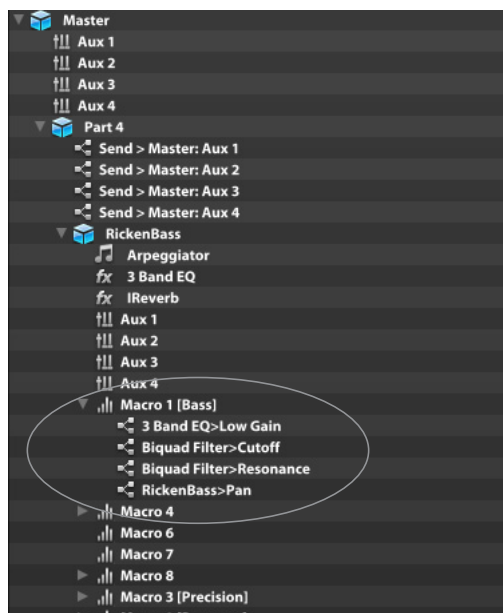 Master
Aux 1
Aux 2
Aux 3
Aux 4
Part 4
Send > Master: Aux 1
Send > Master: Aux 2
Send > Master: Aux 3
Send > Master: Aux 4
RickenBass
Arpeggiator
fx 3 Band EQ
fx IReverb
Aux 1
Aux 2
Aux 3
Aux 4
Macro 1 [Bass]
3 Band EQ>Low Gain
Biquad Filter>Cutoff
Biquad Filter>Resonance
RickenBass>Pan
Macro 4
Macro 6
Macro 7
Macro 8
Macro 3 [Precision]